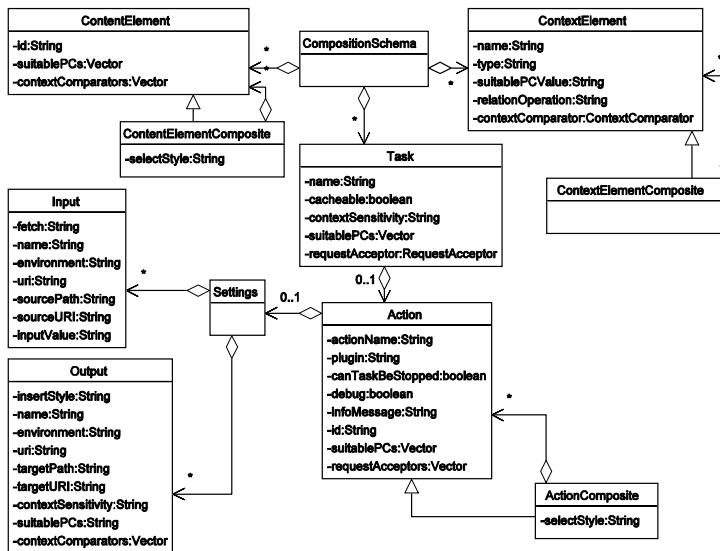 ContentElement
-id:String
-suitablePCs:Vector
-contextComparators:Vector
*
*
CompositionSchema
*
*
ContextElement
-name:String
-type:String
-suitablePCValue:String
-relationOperation:String
-contextComparator:ContextComparator
*
ContentElementComposite
-selectStyle:String
ContextElementComposite
Task
-name:String
-cacheable:boolean
-contextSensitivity:String
-suitablePCs:Vector
-requestAcceptor:RequestAcceptor
0..1
Input
-fetch:String
-name:String
-environment:String
-uri:String
-sourcePath:String
-sourceURI:String
-inputValue:String
*
Settings
0..1
*
Action
-actionName:String
-plugin:String
-canTaskBeStopped:boolean
-debug:boolean
-infoMessage:String
-id:String
-suitablePCs:Vector
-requestAcceptors:Vector
*
Output
-insertStyle:String
-name:String
-environment:String
-uri:String
-targetPath:String
-targetURI:String
-contextSensitivity:String
-suitablePCs:String
-contextComparators:Vector
ActionComposite
-selectStyle:String